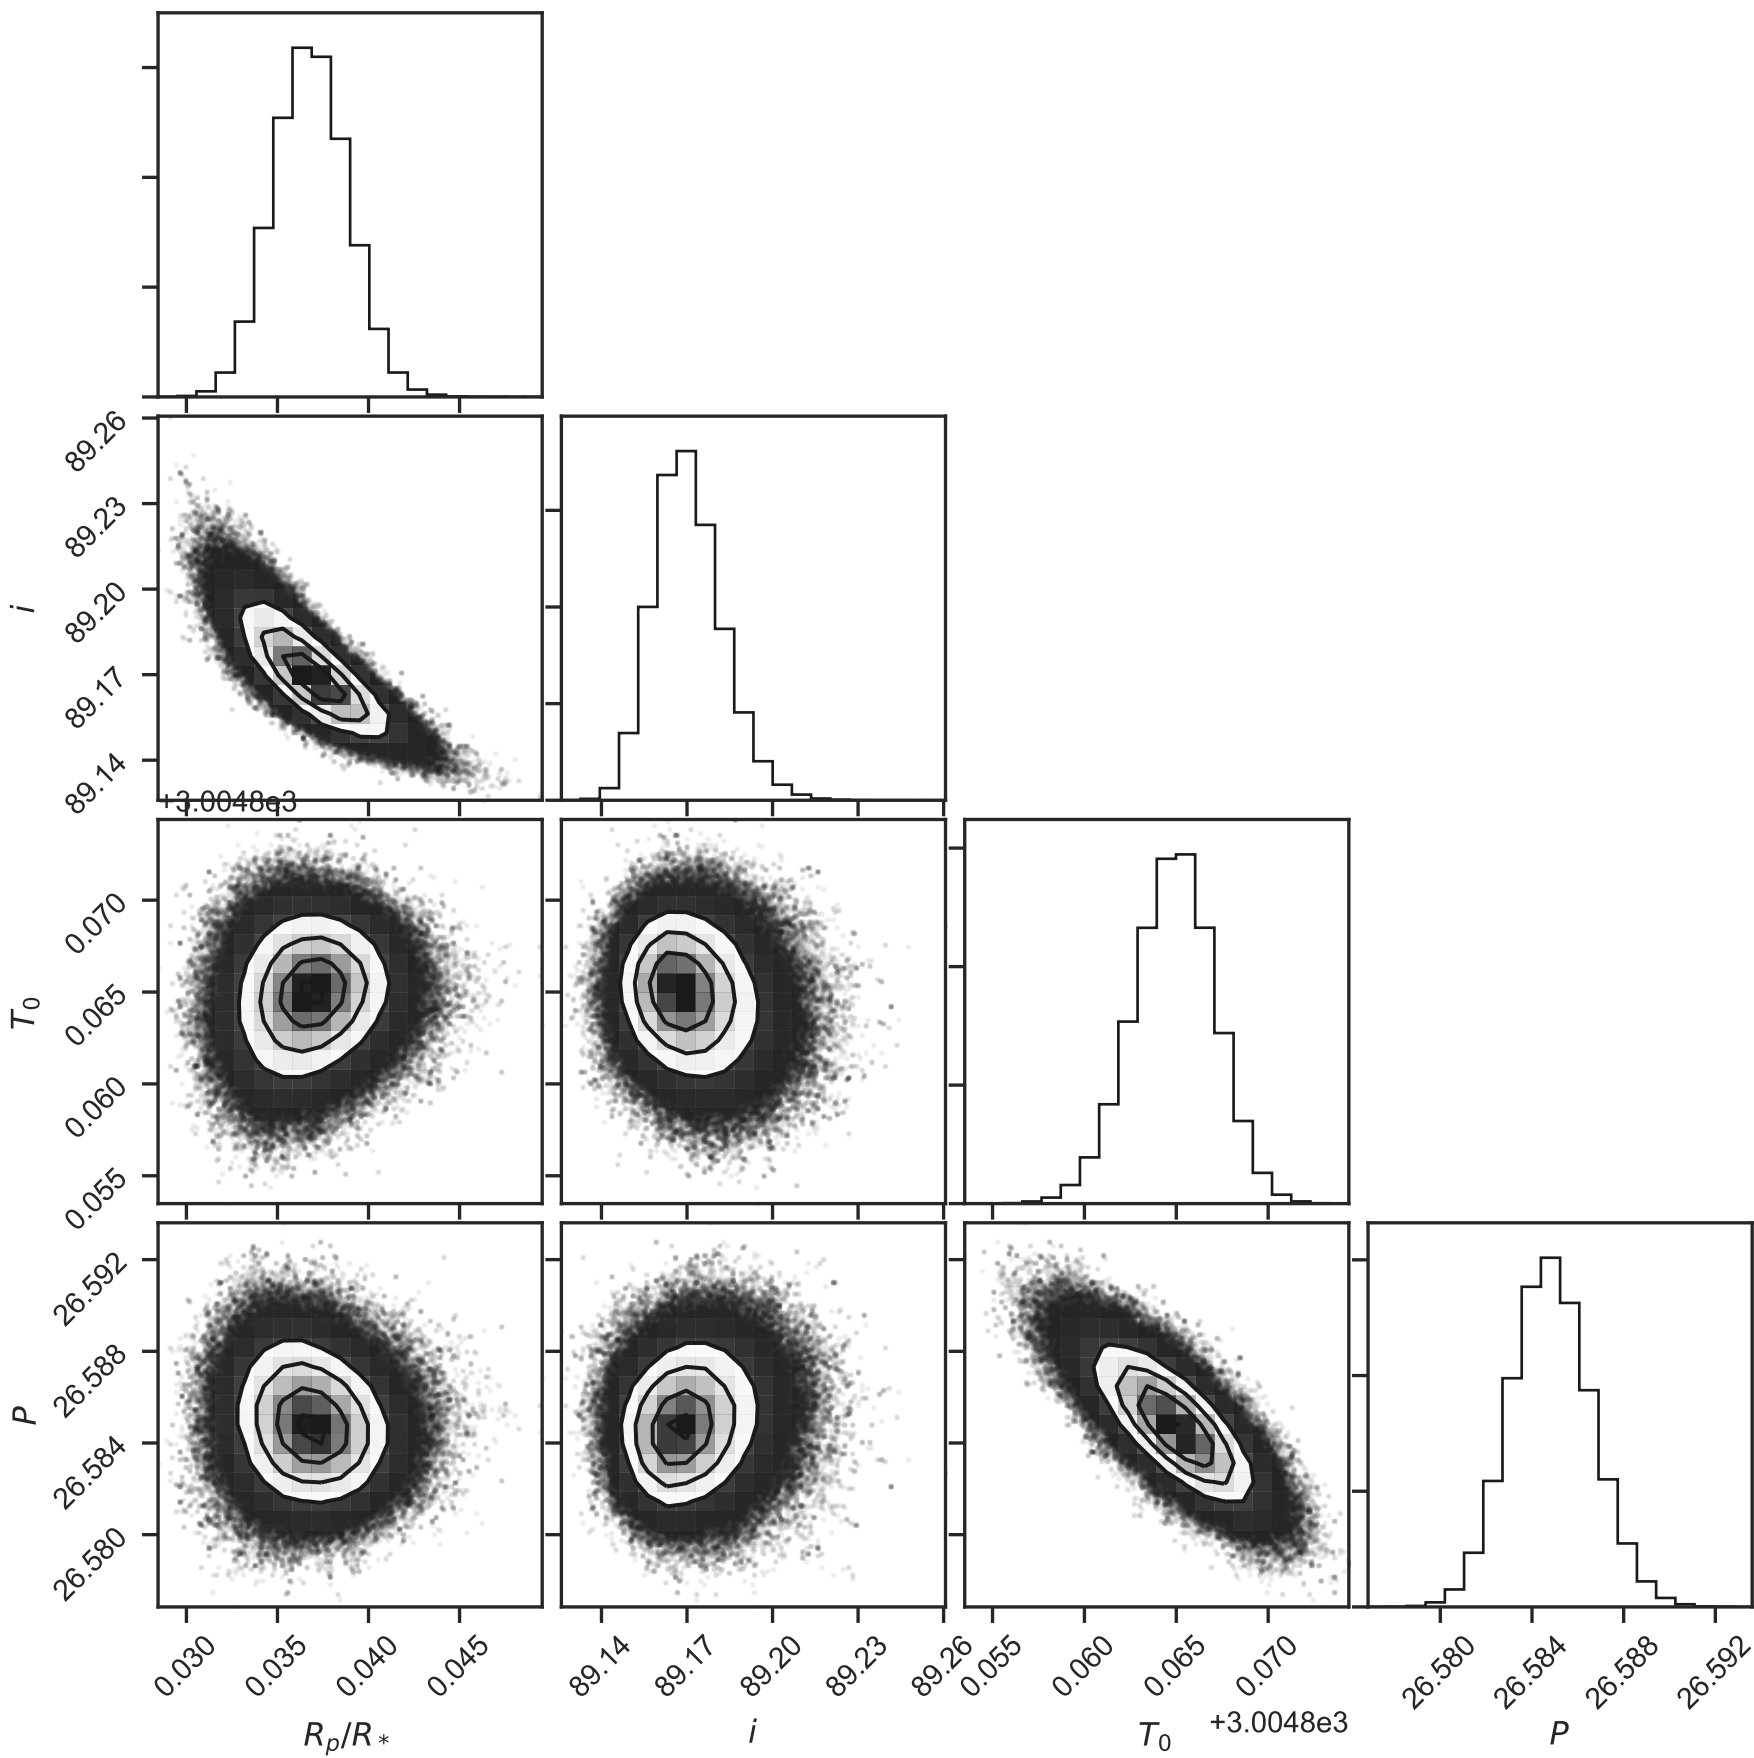 89.26
89.23
89.20
89.17
89.14
i
+3.0048e3
0.070
0.065
0.060
0.055
T₀
26.592
26.588
26.584
26.580
P
0.030 0.035 0.040 0.045
89.14 89.17 89.20 89.23 89.26
0.055 0.060 0.065 0.070
26.580 26.584 26.588 26.592
Rₚ/R*
i
T₀ +3.0048e3
P